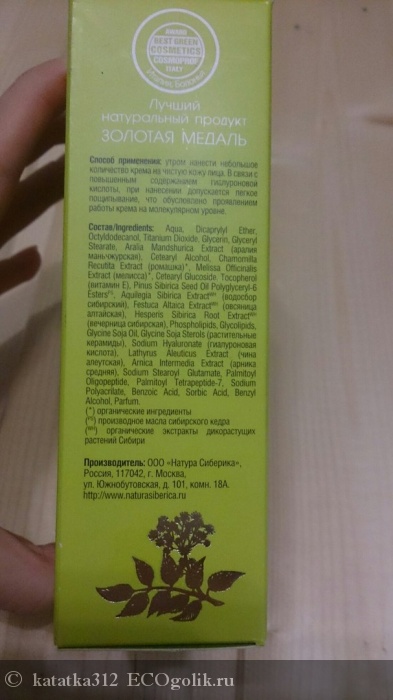 AWARD
BEST GREEN
COSMETICS
COSMOPROF
Италия, Болонья
Лучший
натуральный продукт
ЗОЛОТАЯ МЕДАЛЬ
Способ применения: утром нанести небольшое
количество крема на чистую кожу лица. В связи с
повышенным содержанием гиалуроновой
кислоты, при нанесении допускается легкое
пощипывание, что обусловлено проявлением
работы крема на молекулярном уровне.
Состав/Ingredients: Aqua, Dicaprylyl Ether,
Octyldodecanol, Titanium Dioxide, Glycerin, Glyceryl
Stearate, Aralia Mandshurica Extract (аралия
маньчжурская), Cetearyl Alcohol, Chamomilla
Recutita Extract (ромашка)*, Melissa Officinalis
Extract (мелисса)*, Cetearyl Glucoside, Tocopherol
(витамин Е), Pinus Sibirica Seed Oil Polyglyceryl-6
Esters, Aquilegia Sibirica Extract (водосбор
сибирский), Festuca Altaica Extract (овсяница
алтайская), Hesperis Sibirica Root Extract
(вечерница сибирская), Phospholipids, Glycolipids,
Glycine Soja Oil, Glycine Soja Sterols (растительные
керамиды), Sodium Hyaluronate (гиалуроновая
кислота), Lathyrus Aleuticus Extract (чина
алеутская), Arnica Intermedia Extract (арника
средняя), Sodium Stearoyl Glutamate, Palmitoyl
Oligopeptide, Palmitoyl Tetrapeptide-7, Sodium
Polyacrilate, Benzoic Acid, Sorbic Acid, Benzyl
Alcohol, Parfum.
(*) органические ингредиенты
производное масла сибирского кедра
органические экстракты дикорастущих
растений Сибири
Производитель: ООО «Натура Сиберика»,
Россия, 117042, г. Москва,
ул. Южнобутовская, д. 101, комн. 18А.
http://www.naturasiberica.ru
© katatka312 ECOgolik.ru